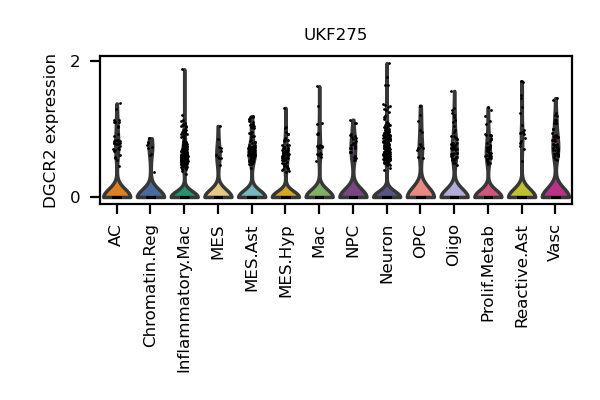 UKF275
DGCR2 expression
2
0
AC
Chromatin.Reg
Inflammatory.Mac
MES
MES.Ast
MES.Hyp
Mac
NPC
Neuron
OPC
Oligo
Prolif.Metab
Reactive.Ast
Vasc